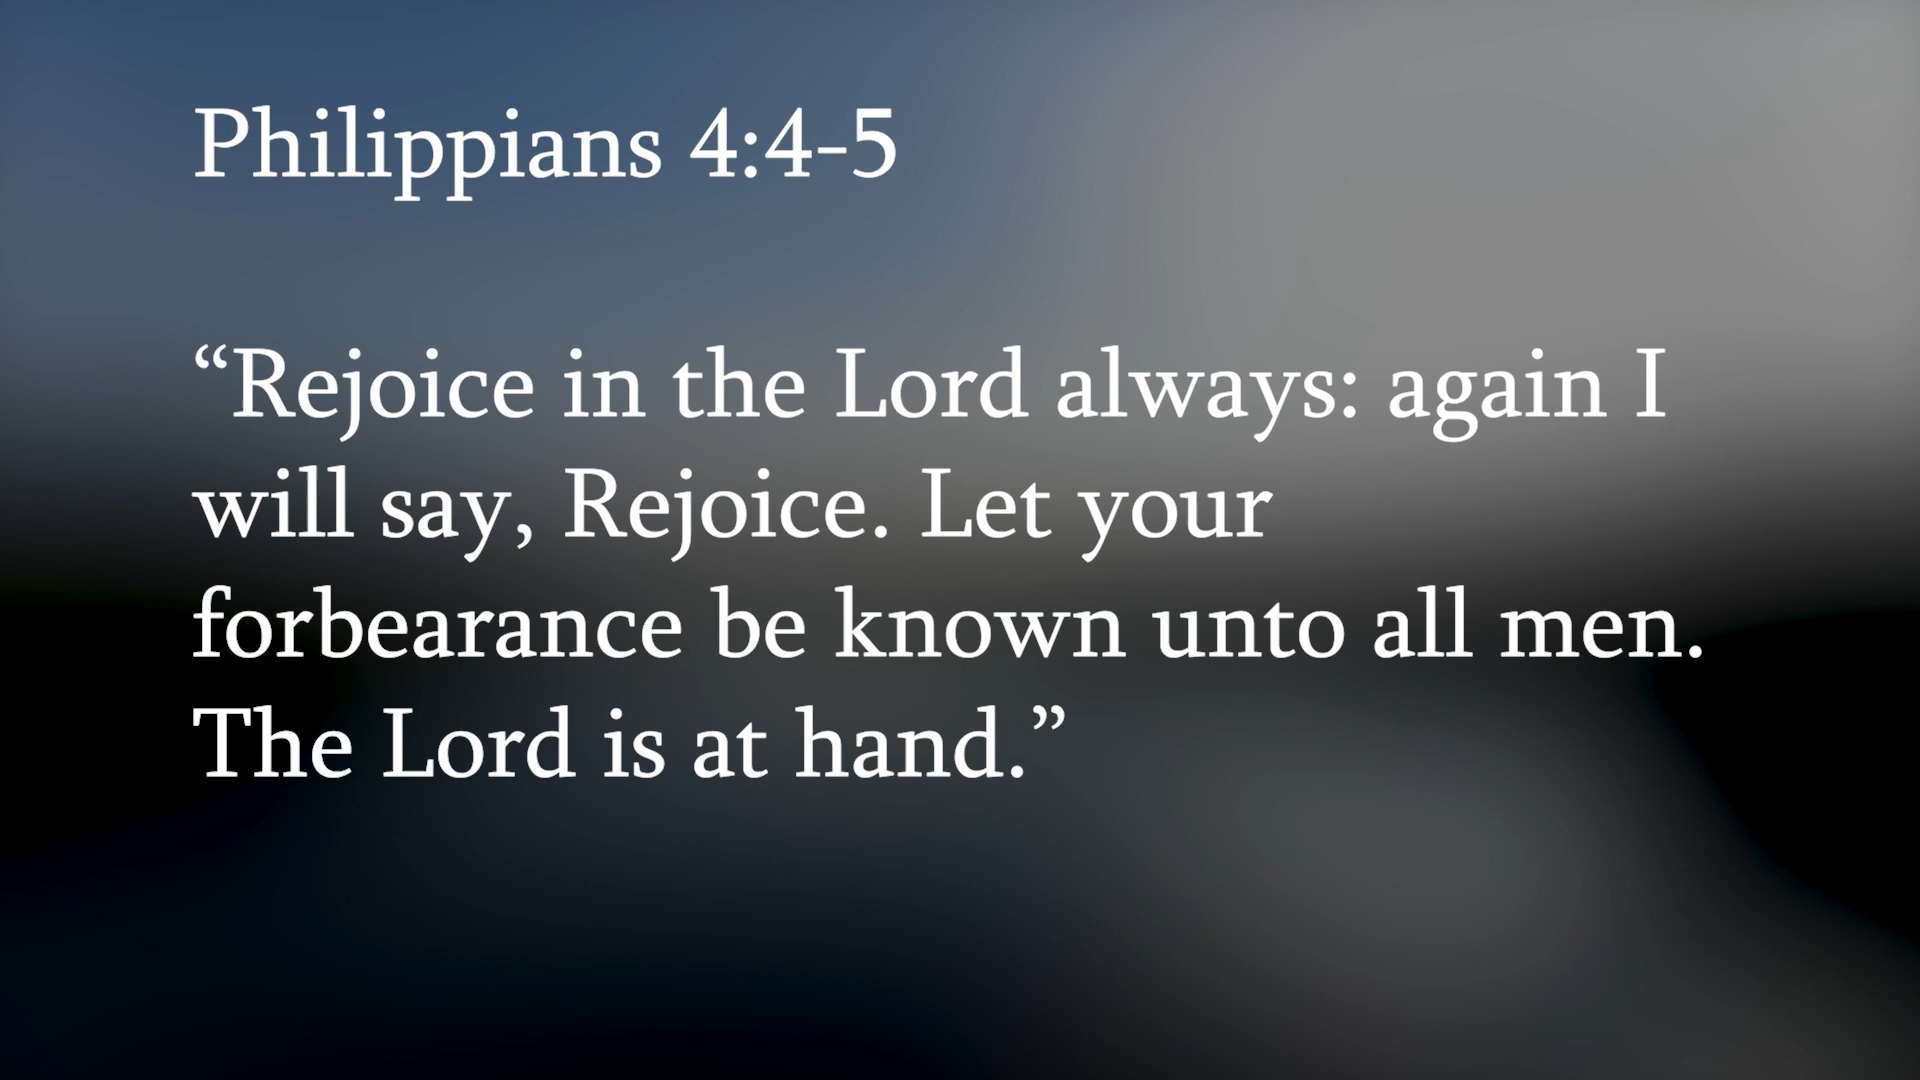 Philippians 4:4-5
“Rejoice in the Lord always: again I
will say, Rejoice. Let your
forbearance be known unto all men.
The Lord is at hand.”